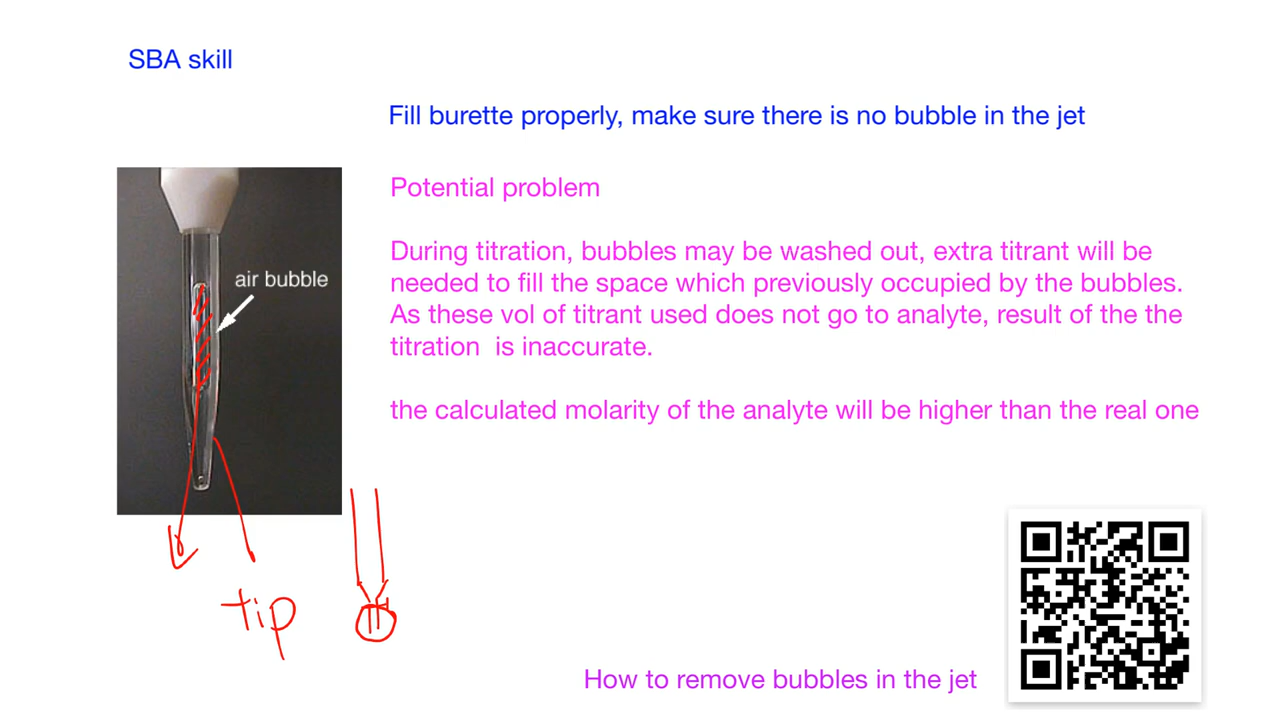 SBA skill
Fill burette properly, make sure there is no bubble in the jet
Potential problem
During titration, bubbles may be washed out, extra titrant will be
needed to fill the space which previously occupied by the bubbles.
As these vol of titrant used does not go to analyte, result of the the
titration is inaccurate.
the calculated molarity of the analyte will be higher than the real one
air bubble
tip
How to remove bubbles in the jet